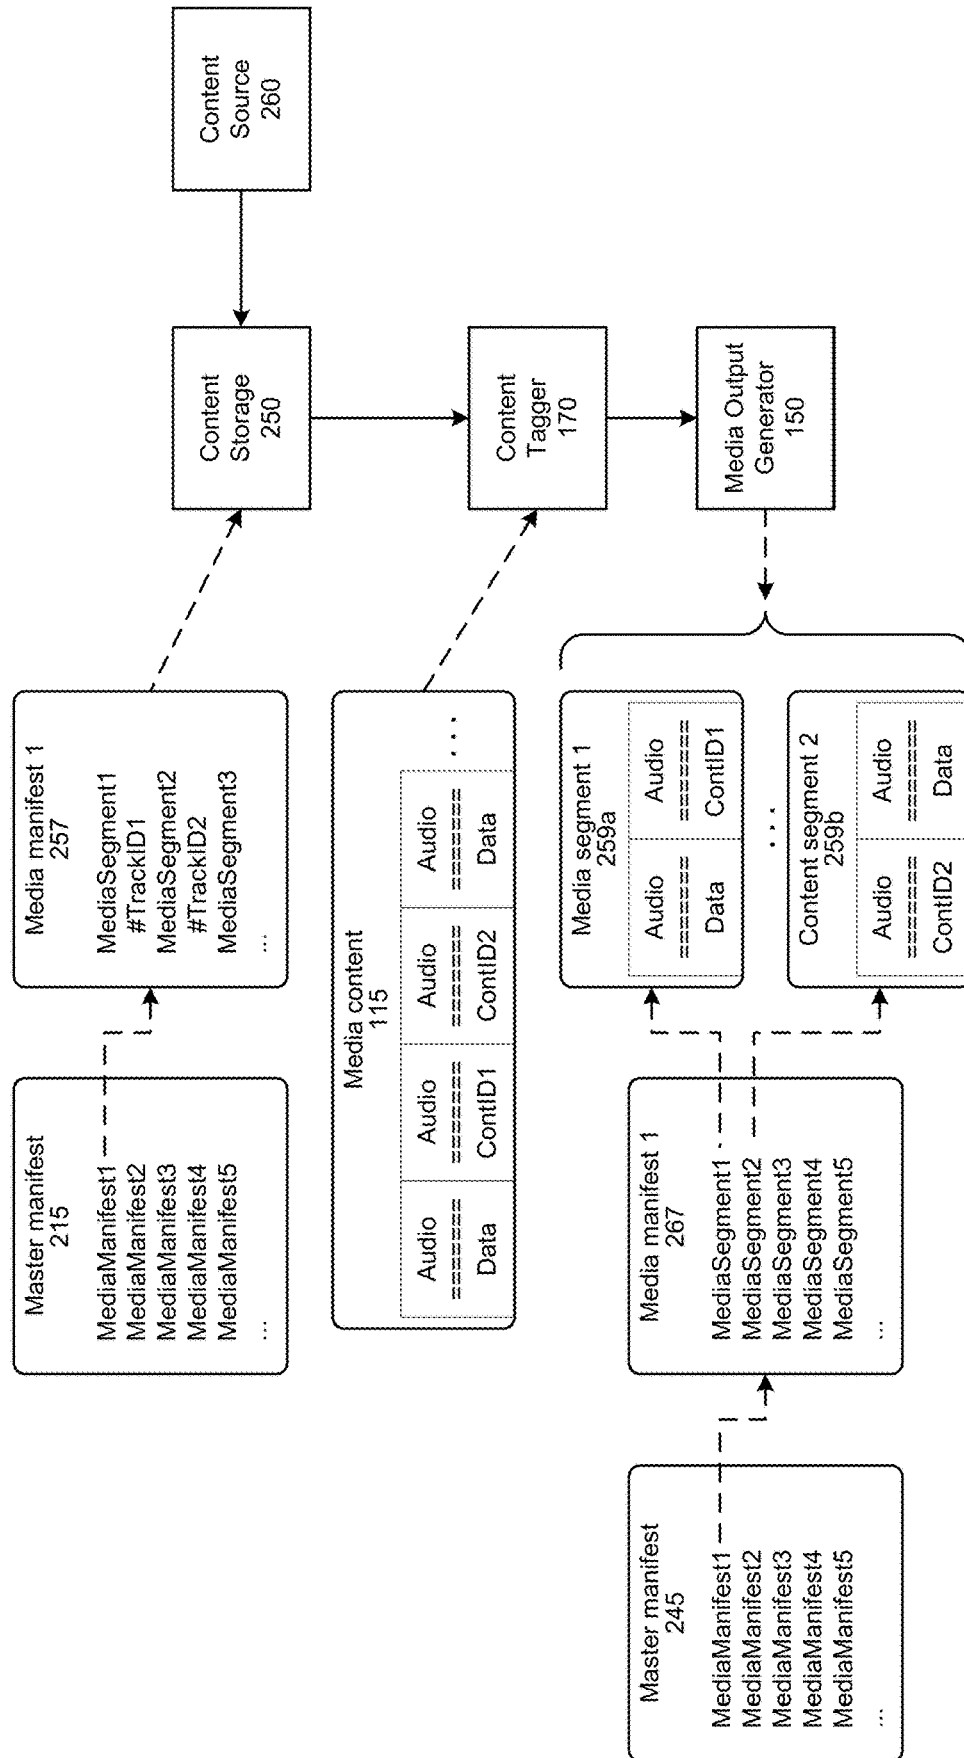 Master manifest
215
MediaManifest1
MediaManifest2
MediaManifest3
MediaManifest4
MediaManifest5
...
Media manifest 1
257
MediaSegment1
#TrackID1
MediaSegment2
#TrackID2
MediaSegment3
...
Content
Storage
250
Content
Source
260
Media content
115
Audio
=======
Data
Audio
=======
ContID1
Audio
=======
ContID2
Audio
=======
Data
...
Content
Tagger
170
Master manifest
245
MediaManifest1
MediaManifest2
MediaManifest3
MediaManifest4
MediaManifest5
...
Media manifest 1
267
MediaSegment1
MediaSegment2
MediaSegment3
MediaSegment4
MediaSegment5
...
Media segment 1
259a
Audio
=======
Data
Audio
=======
ContID1
...
Content segment 2
259b
Audio
=======
ContID2
Audio
=======
Data
Media Output
Generator
150